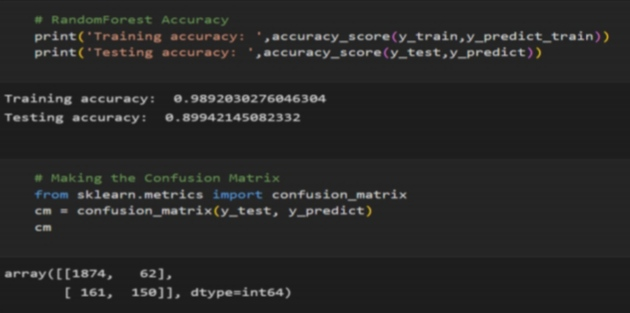 # RandomForest Accuracy
print('Training accuracy: ',accuracy_score(y_train,y_predict_train))
print('Testing accuracy: ',accuracy_score(y_test,y_predict))
Training accuracy:  0.9892030276046304
Testing accuracy:  0.89942145082332
# Making the Confusion Matrix
from sklearn.metrics import confusion_matrix
cm = confusion_matrix(y_test, y_predict)
cm
array([[1874,   62],
       [ 161,  150]], dtype=int64)